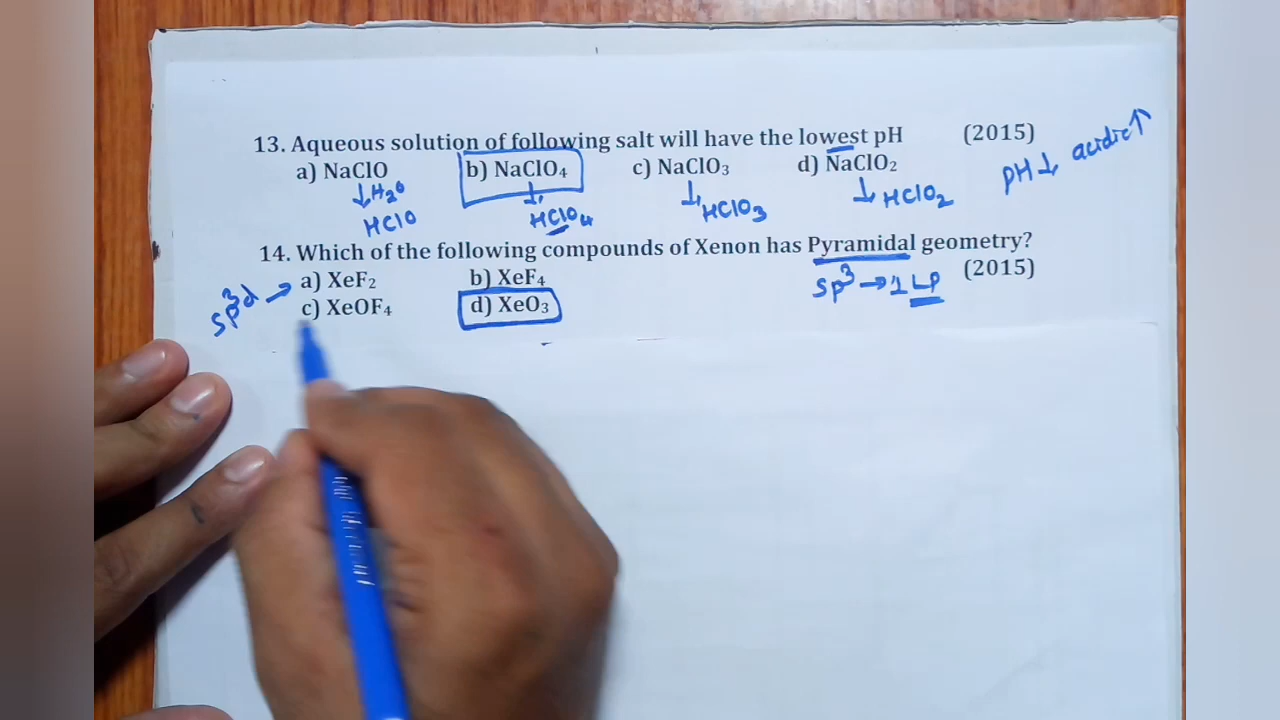 13. Aqueous solution of following salt will have the lowest pH (2015)
a) NaClO b) NaClO₄ c) NaClO₃ d) NaClO₂
pH↓ acidic↑
↓H₂O ↓ ↓ ↓
HClO HClO₄ HClO₃ HClO₂
14. Which of the following compounds of Xenon has Pyramidal geometry?
(2015)
a) XeF₂ b) XeF₄
sp³d →
sp³ → 1 LP
c) XeOF₄ d) XeO₃